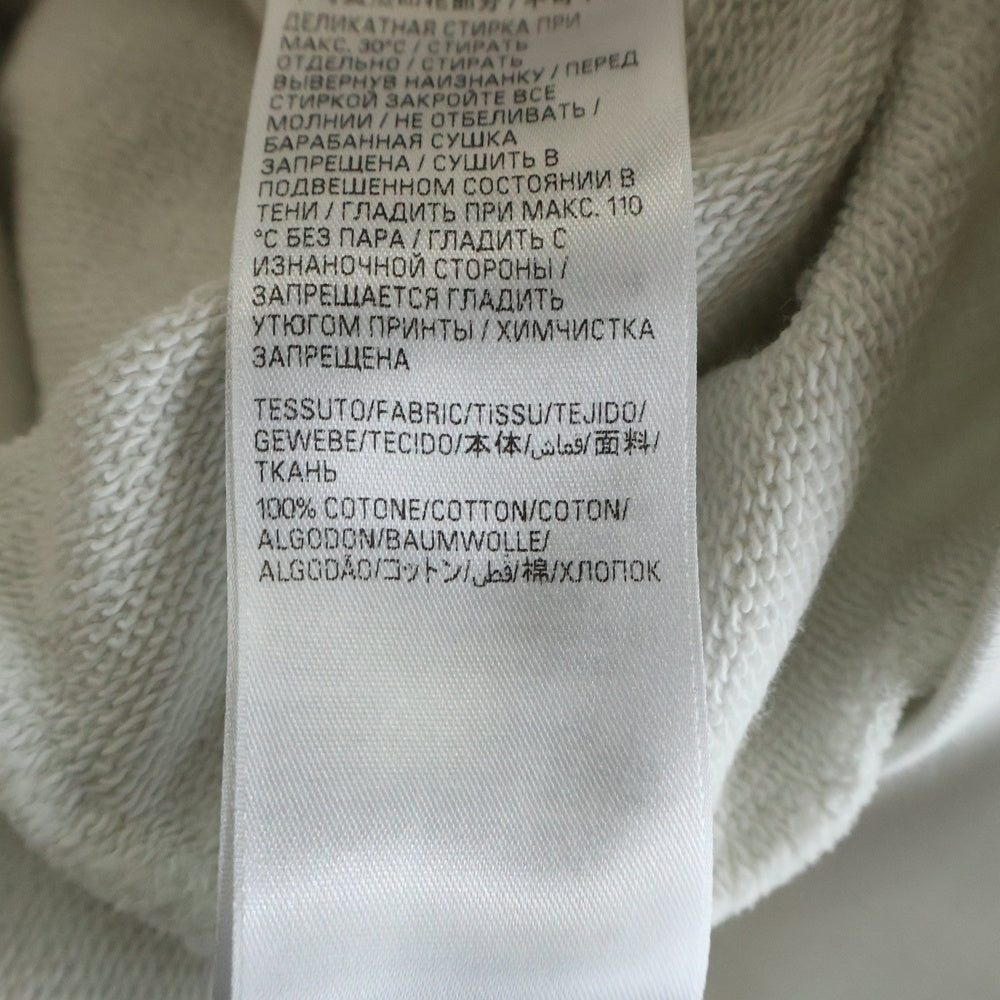 ДЕЛИКАТНАЯ СТИРКА ПРИ
МАКС. 30°C / СТИРАТЬ
ОТДЕЛЬНО / СТИРАТЬ
ВЫВЕРНУВ НАИЗНАНКУ / ПЕРЕД
СТИРКОЙ ЗАКРОЙТЕ ВСЕ
МОЛНИИ / НЕ ОТБЕЛИВАТЬ /
БАРАБАННАЯ СУШКА
ЗАПРЕЩЕНА / СУШИТЬ В
ПОДВЕШЕННОМ СОСТОЯНИИ В
ТЕНИ / ГЛАДИТЬ ПРИ МАКС. 110
°C БЕЗ ПАРА / ГЛАДИТЬ С
ИЗНАНОЧНОЙ СТОРОНЫ /
ЗАПРЕЩАЕТСЯ ГЛАДИТЬ
УТЮГОМ ПРИНТЫ / ХИМЧИСТКА
ЗАПРЕЩЕНА
TESSUTO/FABRIC/TISSU/TEJIDO/
GEWEBE/TECIDO/本体/قماش/面料/
ТКАНЬ
100% COTONE/COTTON/COTON/
ALGODON/BAUMWOLLE/
ALGODÃO/コットン/قطن/棉/ХЛОПОК